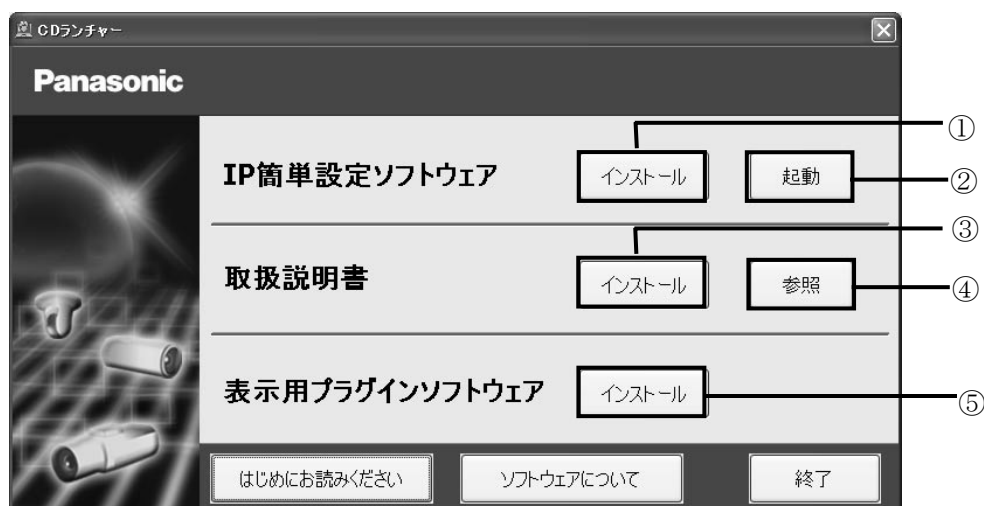 CDランチャー
Panasonic
①
IP簡単設定ソフトウェア インストール 起動
②
③
取扱説明書 インストール 参照
④
表示用プラグインソフトウェア インストール
⑤
はじめにお読みください ソフトウェアについて 終了